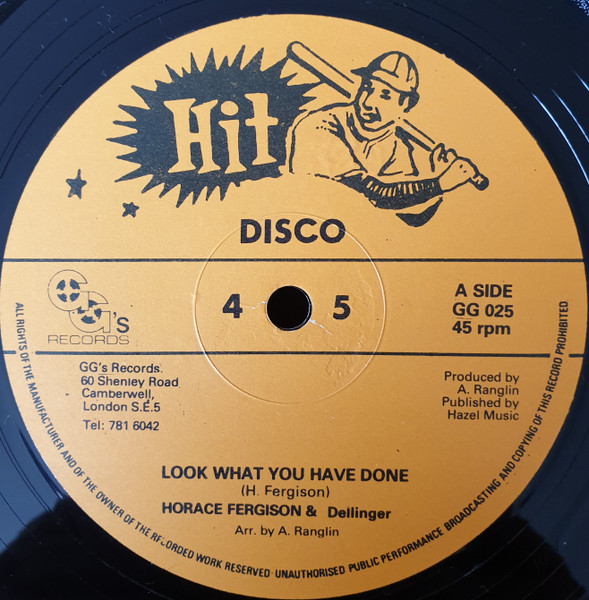 Hit
DISCO
4 5
GG's
RECORDS
A SIDE
GG 025
45 rpm
GG's Records.
60 Shenley Road
Camberwell,
London S.E.5
Tel: 781 6042
Produced by
A. Ranglin
Published by
Hazel Music
LOOK WHAT YOU HAVE DONE
(H. Fergison)
HORACE FERGISON & Dellinger
Arr. by A. Ranglin
ALL RIGHTS OF THE MANUFACTURER AND OF THE OWNER OF THE RECORDED WORK RESERVED · UNAUTHORISED PUBLIC PERFORMANCE BROADCASTING AND COPYING OF THIS RECORD PROHIBITED